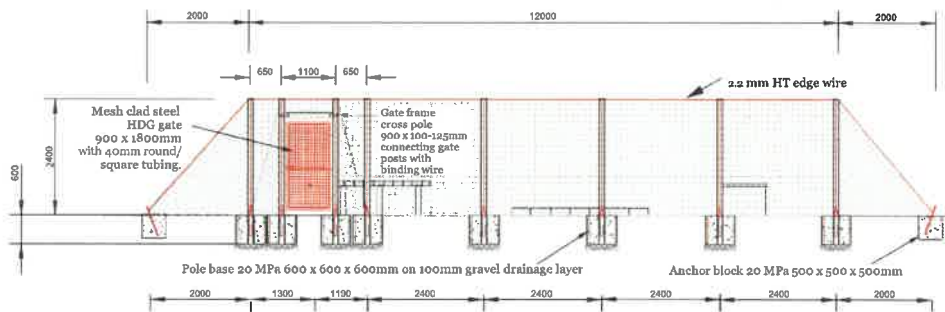 2000
12000
2000
650
1100
650
2.2 mm HT edge wire
Mesh clad steel
HDG gate
900 x 1800mm
with 40mm round/
square tubing.
Gate frame
cross pole
900 x 100-125mm
connecting gate
posts with
binding wire
2400
600
Pole base 20 MPa 600 x 600 x 600mm on 100mm gravel drainage layer
Anchor block 20 MPa 500 x 500 x 500mm
2000
1300
1190
2400
2400
2400
2400
2000